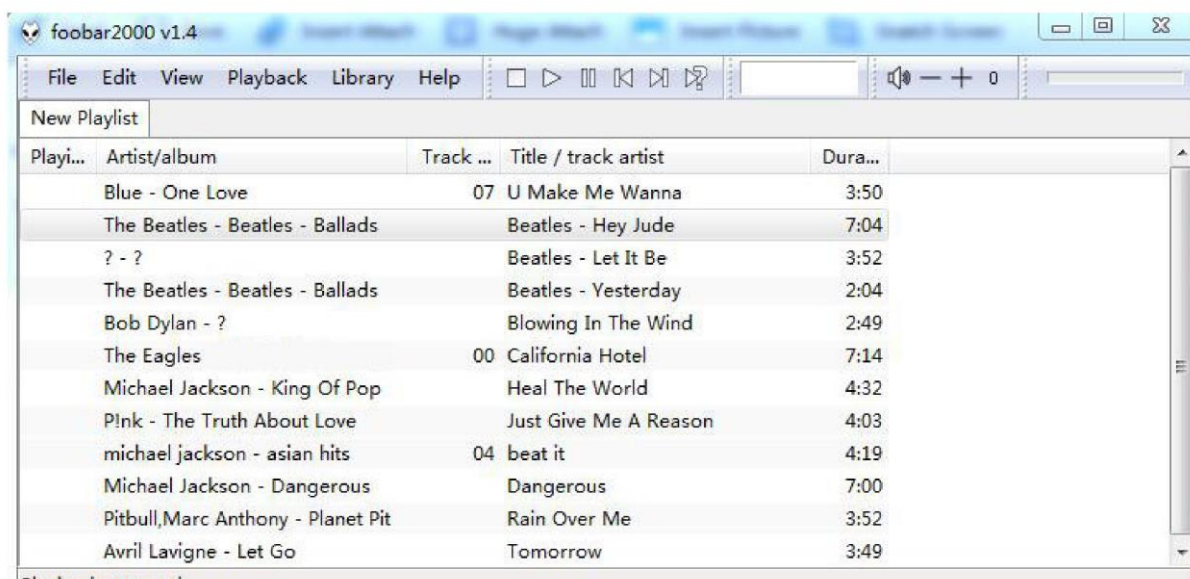 foobar2000 v1.4
File Edit View Playback Library Help 0
New Playlist
Playi... Artist/album Track ... Title / track artist Dura...
Blue - One Love 07 U Make Me Wanna 3:50
The Beatles - Beatles - Ballads Beatles - Hey Jude 7:04
? - ? Beatles - Let It Be 3:52
The Beatles - Beatles - Ballads Beatles - Yesterday 2:04
Bob Dylan - ? Blowing In The Wind 2:49
The Eagles 00 California Hotel 7:14
Michael Jackson - King Of Pop Heal The World 4:32
P!nk - The Truth About Love Just Give Me A Reason 4:03
michael jackson - asian hits 04 beat it 4:19
Michael Jackson - Dangerous Dangerous 7:00
Pitbull,Marc Anthony - Planet Pit Rain Over Me 3:52
Avril Lavigne - Let Go Tomorrow 3:49